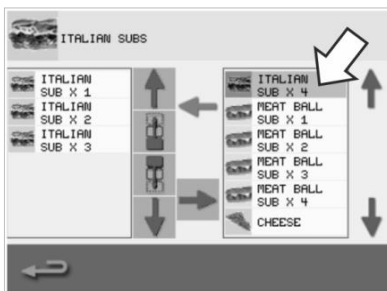 ITALIAN SUBS
ITALIAN
SUB X 1
ITALIAN
SUB X 2
ITALIAN
SUB X 3
ITALIAN
SUB X 4
MEAT BALL
SUB X 1
MEAT BALL
SUB X 2
MEAT BALL
SUB X 3
MEAT BALL
SUB X 4
CHEESE